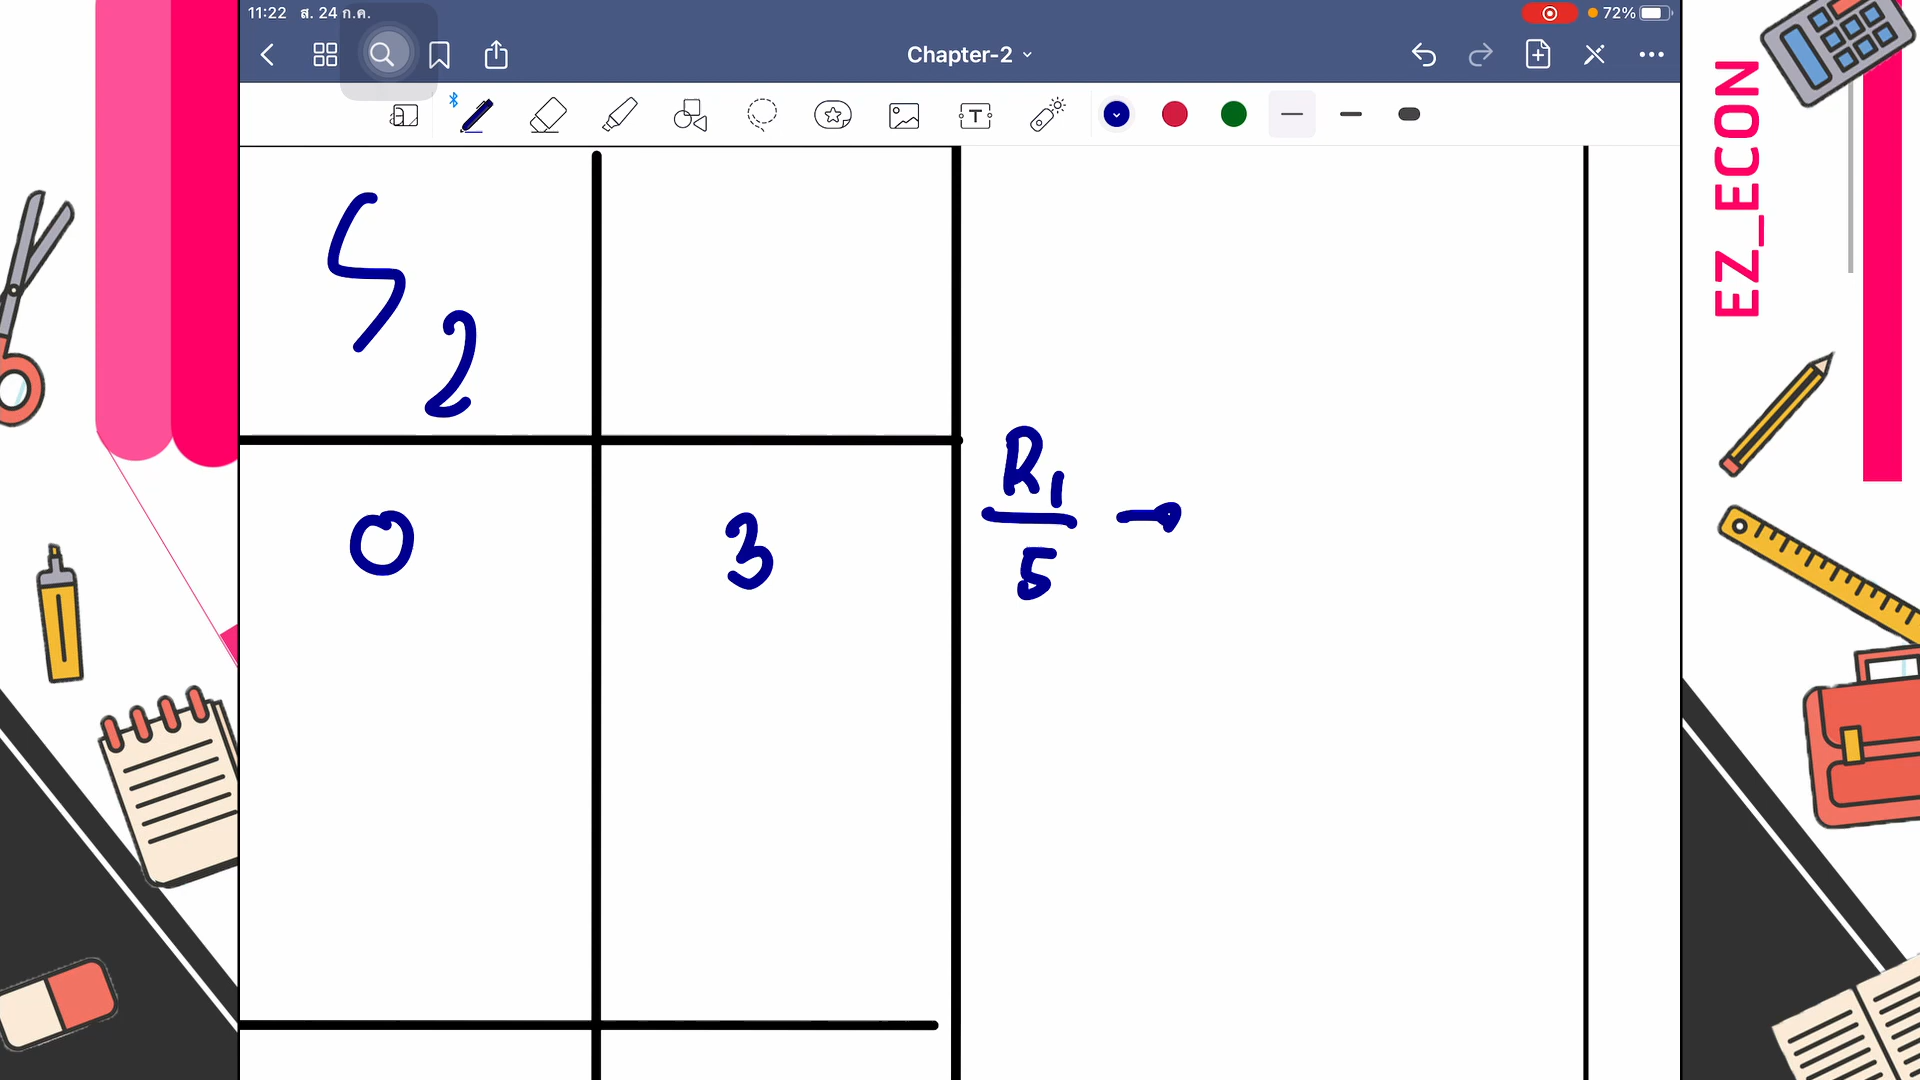 11:22 ส. 24 ก.ค.
72%
Chapter-2
T
S2
0 3
R1
5
→
EZ_ECON